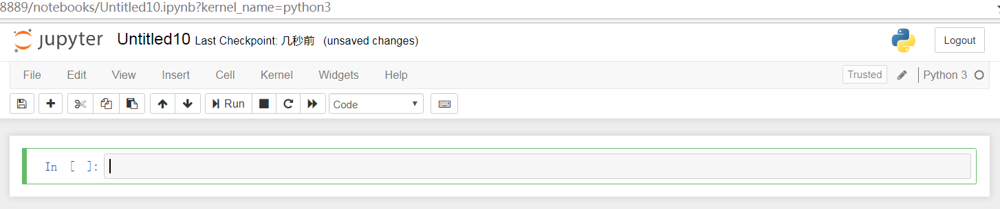 8889/notebooks/Untitled10.ipynb?kernel_name=python3
jupyter Untitled10 Last Checkpoint: 几秒前 (unsaved changes) Logout
File Edit View Insert Cell Kernel Widgets Help Trusted Python 3
Run Code
In [ ]: